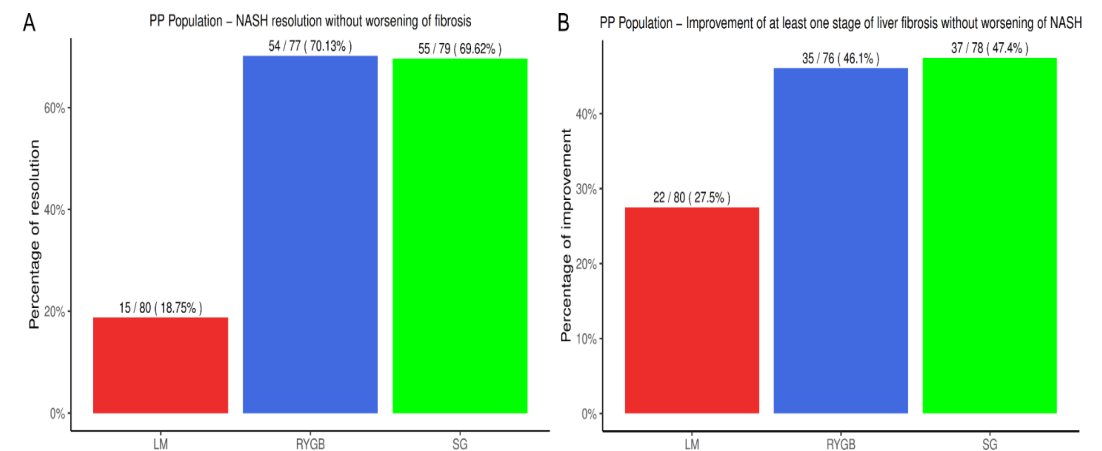 A
PP Population − NASH resolution without worsening of fibrosis
Percentage of resolution
60%
40%
20%
0%
15 / 80 ( 18.75% )
54 / 77 ( 70.13% )
55 / 79 ( 69.62% )
LM
RYGB
SG
B
PP Population − Improvement of at least one stage of liver fibrosis without worsening of NASH
Percentage of improvement
40%
30%
20%
10%
0%
22 / 80 ( 27.5% )
35 / 76 ( 46.1% )
37 / 78 ( 47.4% )
LM
RYGB
SG